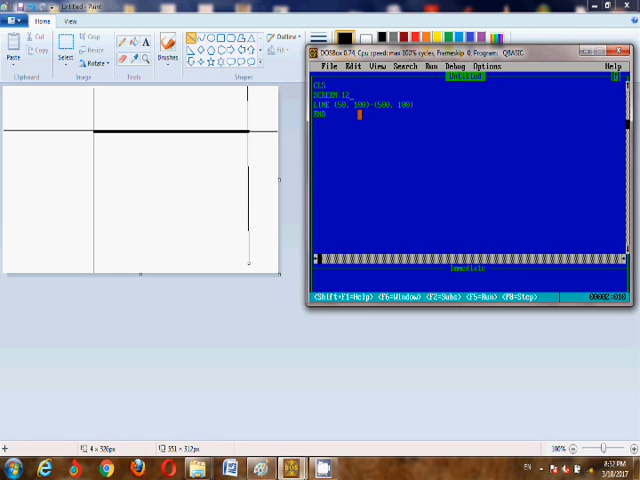 Untitled - Paint
Home View
Paste
Cut
Copy
Clipboard
Select
Crop
Resize
Rotate
Image
Tools
Brushes
Outline
Fill
Shapes
DOSBox 0.74, Cpu speed: max 100% cycles, Frameskip 0, Program: QBASIC
File Edit View Search Run Debug Options Help
Untitled
CLS
SCREEN 12
LINE (50, 100)-(500, 100)
END
Immediate
<Shift+F1=Help> <F6=Window> <F2=Subs> <F5=Run> <F8=Step> 00002:010
4 × 326px
351 × 312px
100%
EN
8:32 PM
3/18/2017